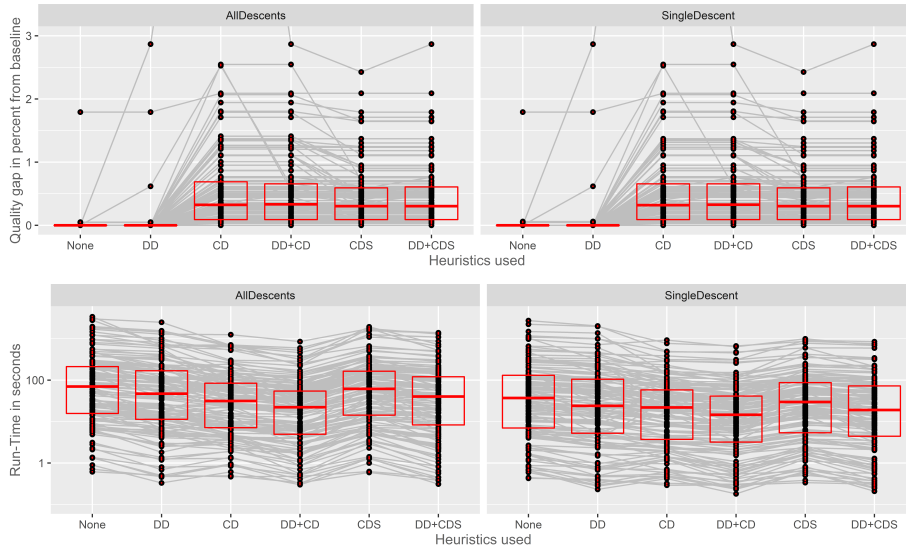 AllDescents
SingleDescent
Quality gap in percent from baseline
3
2
1
0
None DD CD DD+CD CDS DD+CDS
None DD CD DD+CD CDS DD+CDS
Heuristics used
AllDescents
SingleDescent
Run-Time in seconds
100
1
None DD CD DD+CD CDS DD+CDS
None DD CD DD+CD CDS DD+CDS
Heuristics used